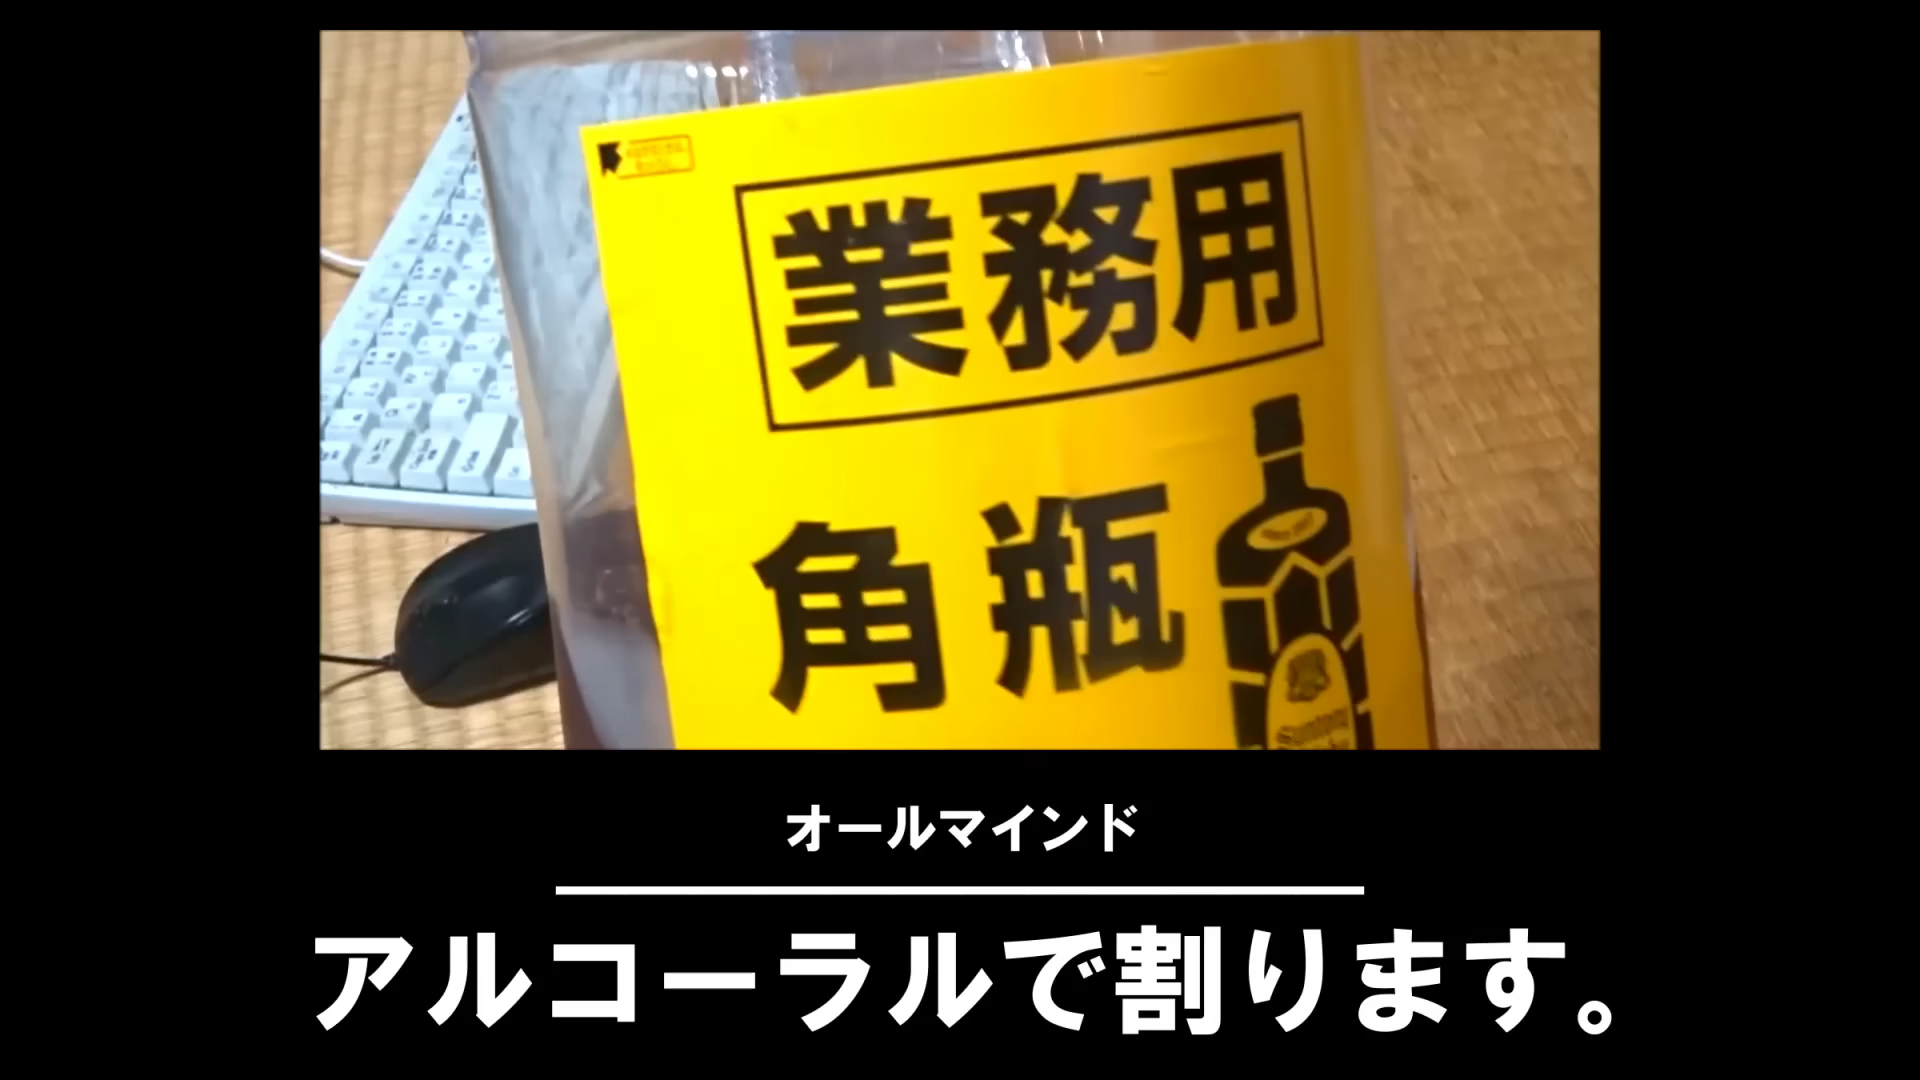 業務用
角瓶
Suntory
オールマインド
アルコーラルで割ります。